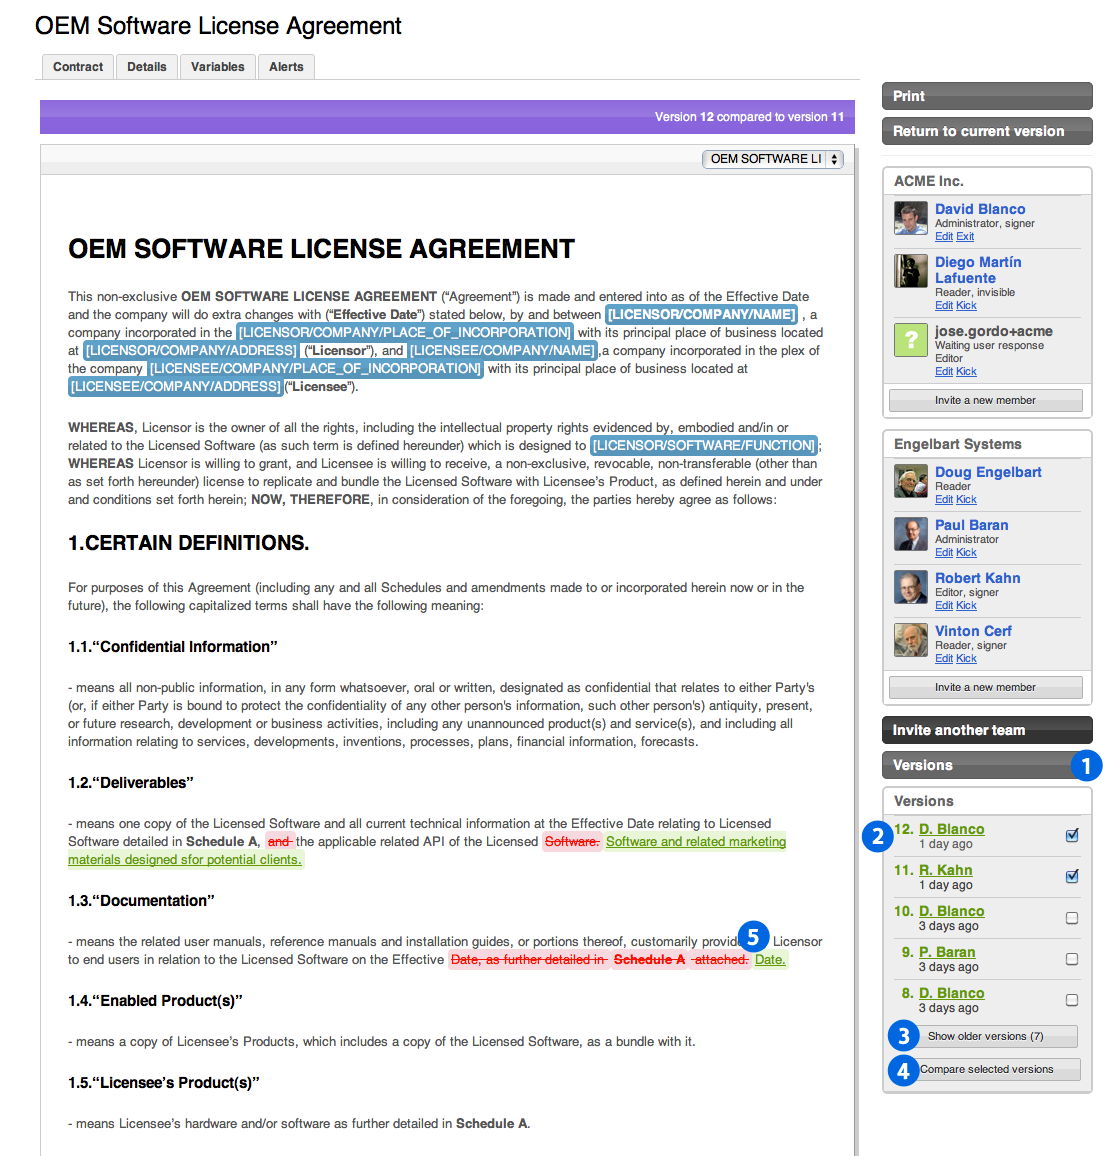 OEM Software License Agreement
Contract
Details
Variables
Alerts
Version 12 compared to version 11
OEM SOFTWARE LI
OEM SOFTWARE LICENSE AGREEMENT
This non-exclusive OEM SOFTWARE LICENSE AGREEMENT (“Agreement”) is made and entered into as of the Effective Date
and the company will do extra changes with (“Effective Date”) stated below, by and between [LICENSOR/COMPANY/NAME] , a
company incorporated in the [LICENSOR/COMPANY/PLACE_OF_INCORPORATION] with its principal place of business located
at [LICENSOR/COMPANY/ADDRESS] (“Licensor”), and [LICENSEE/COMPANY/NAME],a company incorporated in the plex of
the company [LICENSEE/COMPANY/PLACE_OF_INCORPORATION] with its principal place of business located at
[LICENSEE/COMPANY/ADDRESS](“Licensee”).
WHEREAS, Licensor is the owner of all the rights, including the intellectual property rights evidenced by, embodied and/in or
related to the Licensed Software (as such term is defined hereunder) which is designed to [LICENSOR/SOFTWARE/FUNCTION];
WHEREAS Licensor is willing to grant, and Licensee is willing to receive, a non-exclusive, revocable, non-transferable (other than
as set forth hereunder) license to replicate and bundle the Licensed Software with Licensee’s Product, as defined herein and under
and conditions set forth herein; NOW, THEREFORE, in consideration of the foregoing, the parties hereby agree as follows:
1.CERTAIN DEFINITIONS.
For purposes of this Agreement (including any and all Schedules and amendments made to or incorporated herein now or in the
future), the following capitalized terms shall have the following meaning:
1.1.“Confidential Information”
- means all non-public information, in any form whatsoever, oral or written, designated as confidential that relates to either Party's
(or, if either Party is bound to protect the confidentiality of any other person's information, such other person's) antiquity, present,
or future research, development or business activities, including any unannounced product(s) and service(s), and including all
information relating to services, developments, inventions, processes, plans, financial information, forecasts.
1.2.“Deliverables”
- means one copy of the Licensed Software and all current technical information at the Effective Date relating to Licensed
Software detailed in Schedule A, and the applicable related API of the Licensed Software. Software and related marketing
materials designed sfor potential clients.
1.3.“Documentation”
- means the related user manuals, reference manuals and installation guides, or portions thereof, customarily provide 5 Licensor
to end users in relation to the Licensed Software on the Effective Date, as further detailed in Schedule A attached. Date.
1.4.“Enabled Product(s)”
- means a copy of Licensee’s Products, which includes a copy of the Licensed Software, as a bundle with it.
1.5.“Licensee’s Product(s)”
- means Licensee’s hardware and/or software as further detailed in Schedule A.
Print
Return to current version
ACME Inc.
David Blanco
Administrator, signer
Edit Exit
Diego Martín
Lafuente
Reader, invisible
Edit Kick
?
jose.gordo+acme
Waiting user response
Editor
Edit Kick
Invite a new member
Engelbart Systems
Doug Engelbart
Reader
Edit Kick
Paul Baran
Administrator
Edit Kick
Robert Kahn
Editor, signer
Edit Kick
Vinton Cerf
Reader, signer
Edit Kick
Invite a new member
Invite another team
Versions 1
Versions
2 12. D. Blanco
1 day ago
11. R. Kahn
1 day ago
10. D. Blanco
3 days ago
9. P. Baran
3 days ago
8. D. Blanco
3 days ago
3 Show older versions (7)
4 Compare selected versions